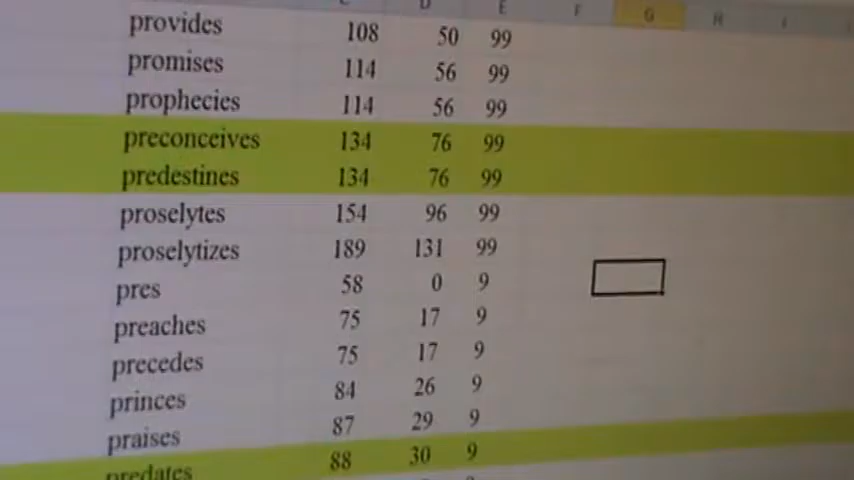 C D E F G H I
provides 108 50 99
promises 114 56 99
prophecies 114 56 99
preconceives 134 76 99
predestines 134 76 99
proselytes 154 96 99
proselytizes 189 131 99
pres 58 0 9
preaches 75 17 9
precedes 75 17 9
princes 84 26 9
praises 87 29 9
predates 88 30 9